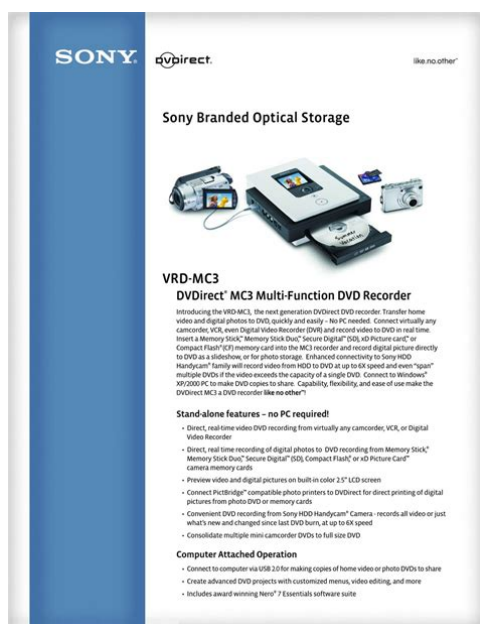 SONY.
DVDirect.
like.no.other™
Sony Branded Optical Storage
Summer
Vacation
VRD-MC3
DVDirect® MC3 Multi-Function DVD Recorder
Introducing the VRD-MC3, the next generation DVDirect DVD recorder. Transfer home
video and digital photos to DVD, quickly and easily – No PC needed. Connect virtually any
camcorder, VCR, even Digital Video Recorder (DVR) and record video to DVD in real time.
Insert a Memory Stick,® Memory Stick Duo,® Secure Digital™ (SD), xD Picture card,™ or
Compact Flash® (CF) memory card into the MC3 recorder and record digital picture directly
to DVD as a slideshow, or for photo storage. Enhanced connectivity to Sony HDD
Handycam® family will record video from HDD to DVD at up to 6X speed and even “span”
multiple DVDs if the video exceeds the capacity of a single DVD. Connect to Windows®
XP/2000 PC to make DVD copies to share. Capability, flexibility, and ease of use make the
DVDirect MC3 a DVD recorder like no other™!
Stand-alone features – no PC required!
• Direct, real-time video DVD recording from virtually any camcorder, VCR, or Digital
Video Recorder
• Direct, real time recording of digital photos to DVD recording from Memory Stick,®
Memory Stick Duo,® Secure Digital™ (SD), Compact Flash,® or xD Picture Card™
camera memory cards
• Preview video and digital pictures on built-in color 2.5" LCD screen
• Connect PictBridge™ compatible photo printers to DVDirect for direct printing of digital
pictures from photo DVD or memory cards
• Convenient DVD recording from Sony HDD Handycam® Camera - records all video or just
what's new and changed since last DVD burn, at up to 6X speed
• Consolidate multiple mini camcorder DVDs to full size DVD
Computer Attached Operation
• Connect to computer via USB 2.0 for making copies of home video or photo DVDs to share
• Create advanced DVD projects with customized menus, video editing, and more
• Includes award winning Nero® 7 Essentials software suite